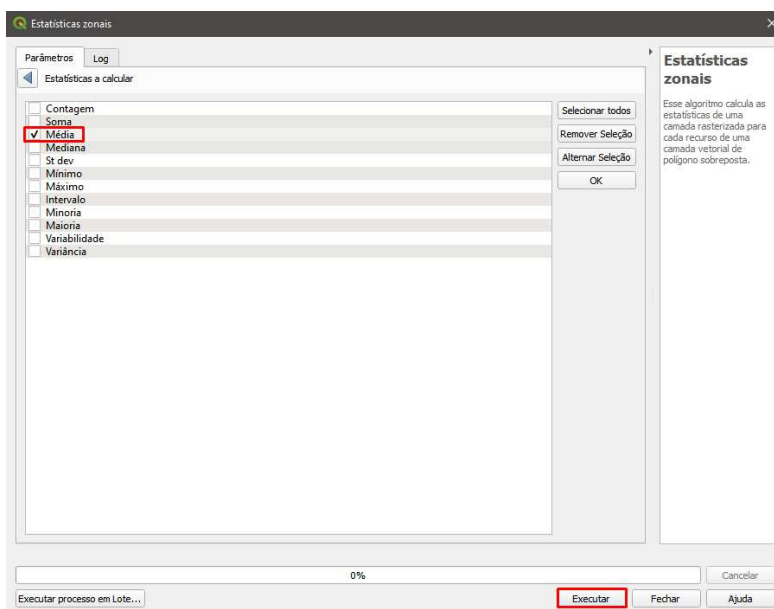 Estatísticas zonais
Parâmetros
Log
Estatísticas a calcular
Contagem
Soma
Média
Mediana
St dev
Mínimo
Máximo
Intervalo
Minoria
Maioria
Variabilidade
Variância
Selecionar todos
Remover Seleção
Alternar Seleção
OK
Estatísticas
zonais
Esse algoritmo calcula as
estatísticas de uma
camada rasterizada para
cada recurso de uma
camada vetorial de
polígono sobreposta.
0%
Cancelar
Executar processo em Lote...
Executar
Fechar
Ajuda